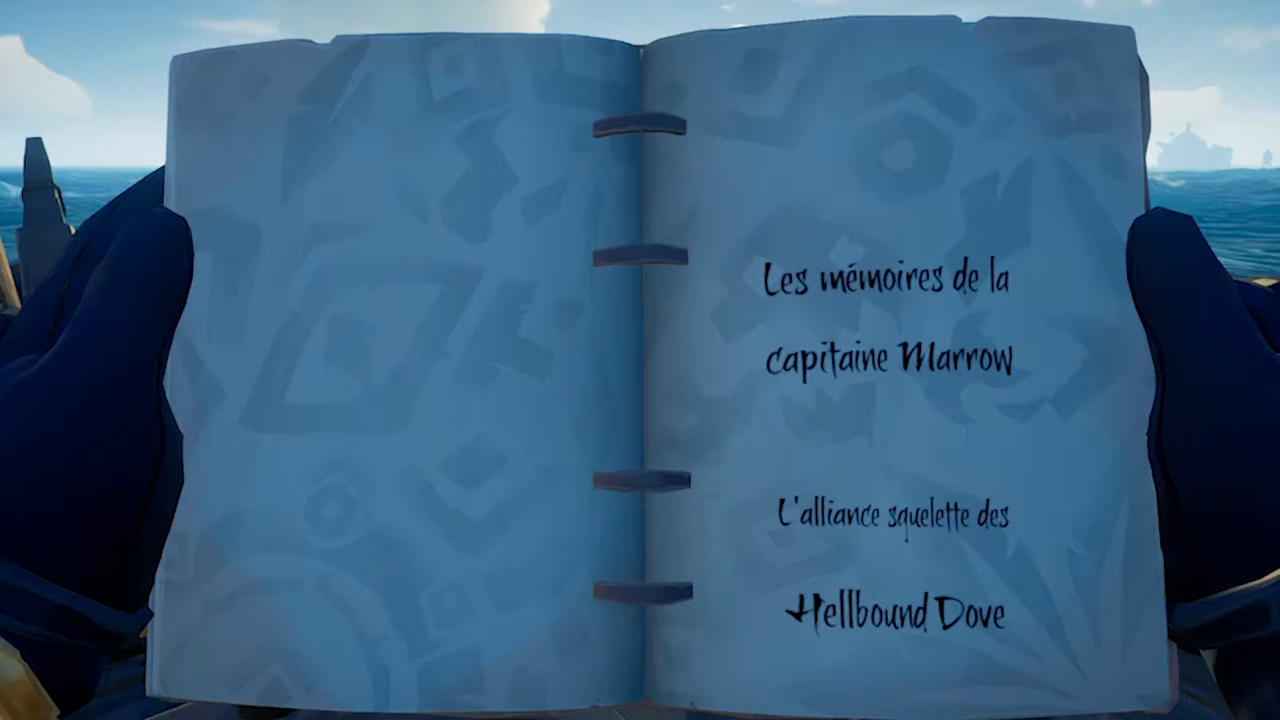 Les mémoires de la
capitaine Marrow
L'alliance squelette des
Hellbound Dove